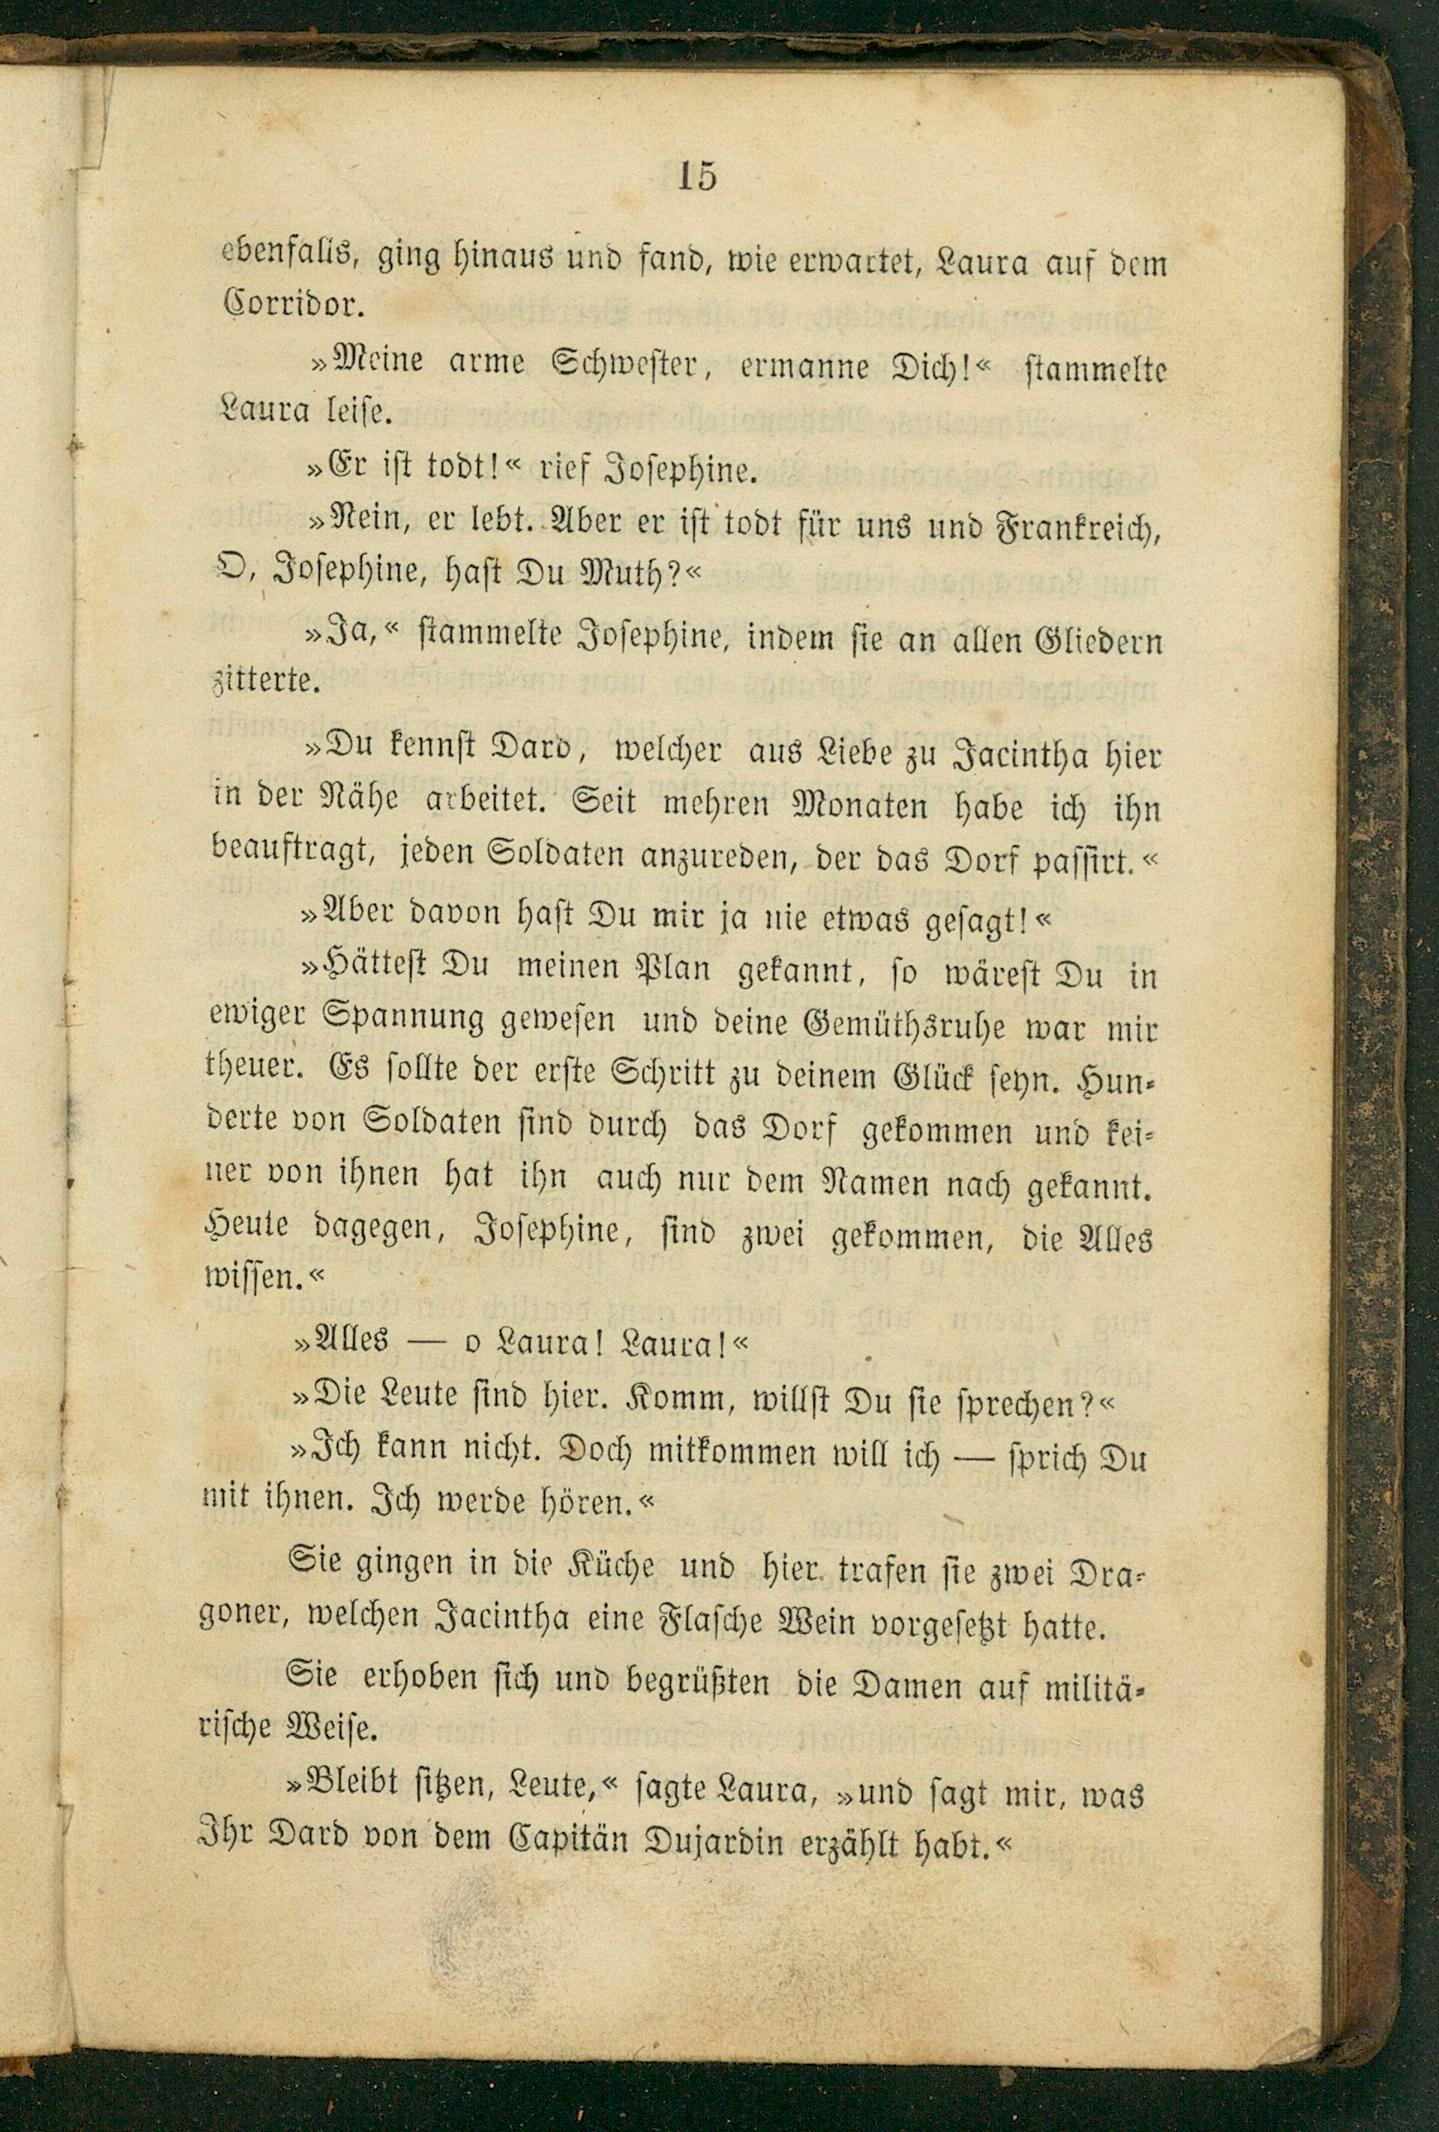 15
ebenfalls, ging hinaus und fand, wie erwartet, Laura auf dem
Corridor.
»Meine arme Schwester, ermanne Dich!« stammelte
Laura leise.
»Er ist todt!« rief Josephine.
»Nein, er lebt. Aber er ist todt für uns und Frankreich,
O, Josephine, hast Du Muth?«
»Ja,« stammelte Josephine, indem sie an allen Gliedern
zitterte.
»Du kennst Dard, welcher aus Liebe zu Jacintha hier
in der Nähe arbeitet. Seit mehren Monaten habe ich ihn
beauftragt, jeden Soldaten anzureden, der das Dorf passirt.«
»Aber davon hast Du mir ja nie etwas gesagt!«
»Hättest Du meinen Plan gekannt, so wärest Du in
ewiger Spannung gewesen und deine Gemüthsruhe war mir
theuer. Es sollte der erste Schritt zu deinem Glück seyn. Hun-
derte von Soldaten sind durch das Dorf gekommen und kei-
ner von ihnen hat ihn auch nur dem Namen nach gekannt.
Heute dagegen, Josephine, sind zwei gekommen, die Alles
wissen.«
»Alles — o Laura! Laura!«
»Die Leute sind hier. Komm, willst Du sie sprechen?«
»Ich kann nicht. Doch mitkommen will ich — sprich Du
mit ihnen. Ich werde hören.«
Sie gingen in die Küche und hier trafen sie zwei Dra-
goner, welchen Jacintha eine Flasche Wein vorgesetzt hatte.
Sie erhoben sich und begrüßten die Damen auf militä-
rische Weise.
»Bleibt sitzen, Leute,« sagte Laura, »und sagt mir, was
Ihr Dard von dem Capitän Dujardin erzählt habt.«